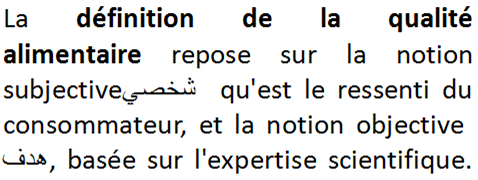 La définition de la qualité
alimentaire repose sur la notion
subjectiveشخصي qu'est le ressenti du
consommateur, et la notion objective
هدف, basée sur l'expertise scientifique.